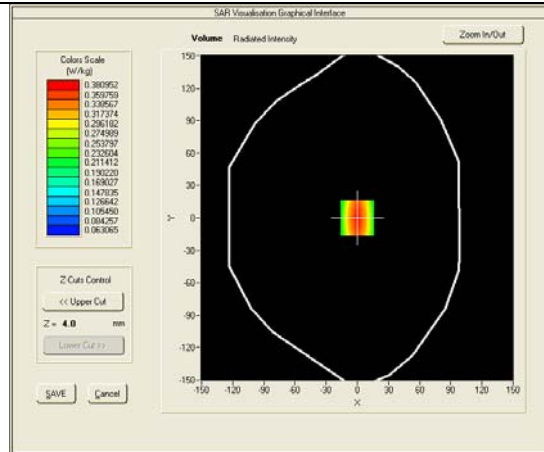 SAR Visualisation Graphical Interface
Volume Radiated Intensity
Zoom In/Out
Colors Scale
(W/kg)
0.380952
0.359759
0.338567
0.317374
0.296182
0.274989
0.253797
0.232604
0.211412
0.190220
0.169027
0.147835
0.126642
0.105450
0.084257
0.063065
Z Cuts Control
<< Upper Cut
Z = 4.0 mm
Lower Cut >>
SAVE Cancel
150
120
90
60
30
0
-30
-60
-90
-120
-150
Y
-150 -120 -90 -60 -30 0 30 60 90 120 150
X